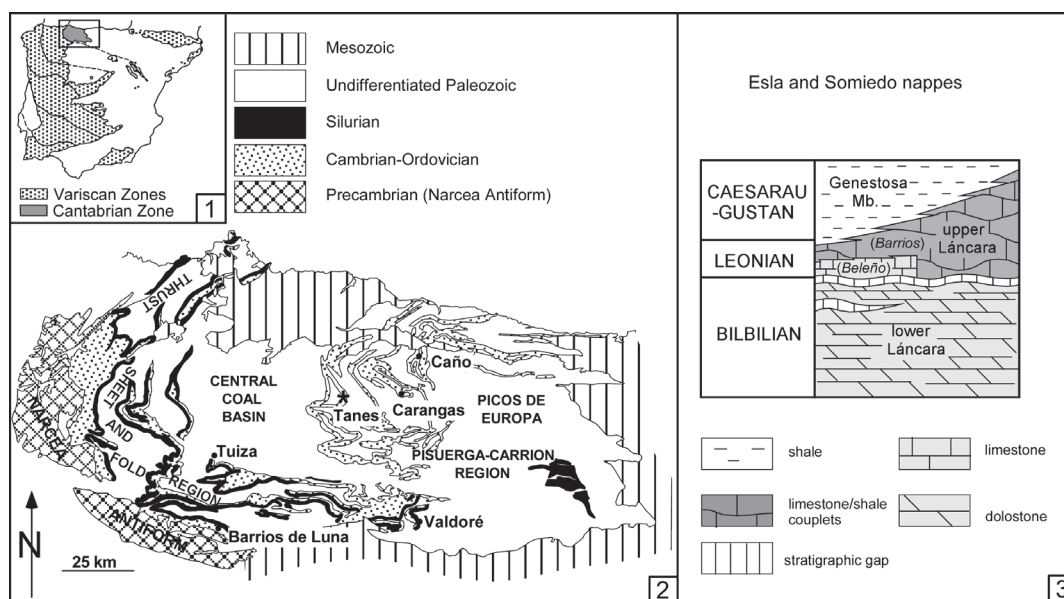 Variscan Zones
Cantabrian Zone
1
Mesozoic
Undifferentiated Paleozoic
Silurian
Cambrian-Ordovician
Precambrian (Narcea Antiform)
THRUST
SHEET
AND
FOLD
REGION
NARCEA
ANTIFORM
CENTRAL
COAL
BASIN
Caño
Tanes
Carangas
PICOS DE
EUROPA
Tuiza
PISUERGA-CARRION
REGION
Valdoré
Barrios de Luna
N
25 km
2
Esla and Somiedo nappes
CAESARAU
-GUSTAN
LEONIAN
BILBILIAN
Genestosa
Mb.
upper
Láncara
(Barrios)
(Beleño)
lower
Láncara
shale
limestone
limestone/shale
couplets
dolostone
stratigraphic gap
3